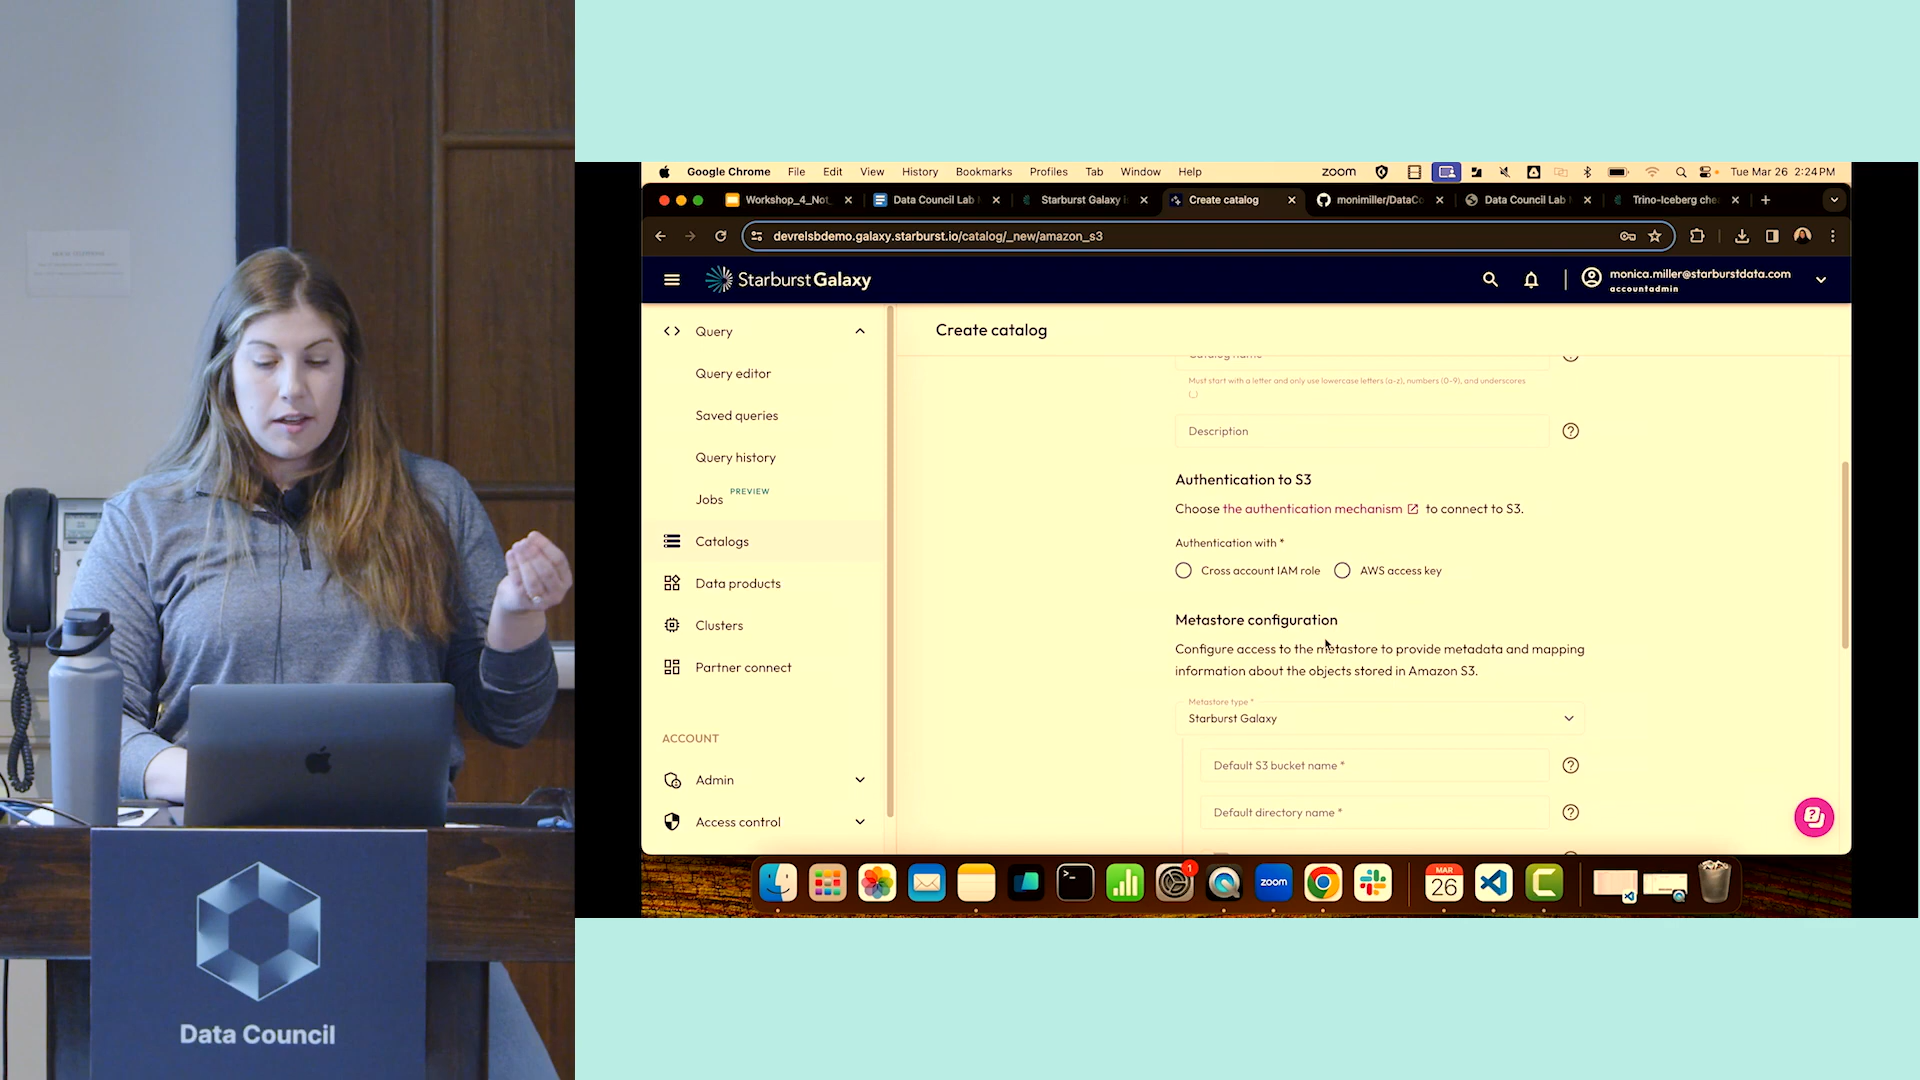 Data Council
Google Chrome File Edit View History Bookmarks Profiles Tab Window Help
zoom
Tue Mar 26 2:24 PM
Workshop_4_Not
Data Council Lab
Starburst Galaxy
Create catalog
monimiller/DataCo
Data Council Lab
Trino-Iceberg che
devrelsbdemo.galaxy.starburst.io/catalog/_new/amazon_s3
Starburst Galaxy
monica.miller@starburstdata.com
accountadmin
Query
Query editor
Saved queries
Query history
Jobs PREVIEW
Catalogs
Data products
Clusters
Partner connect
ACCOUNT
Admin
Access control
Create catalog
Catalog name
Must start with a letter and only use lowercase letters (a-z), numbers (0-9), and underscores
(_)
Description
Authentication to S3
Choose the authentication mechanism to connect to S3.
Authentication with *
Cross account IAM role
AWS access key
Metastore configuration
Configure access to the metastore to provide metadata and mapping
information about the objects stored in Amazon S3.
Metastore type *
Starburst Galaxy
Default S3 bucket name *
Default directory name *
1
zoom
MAR
26